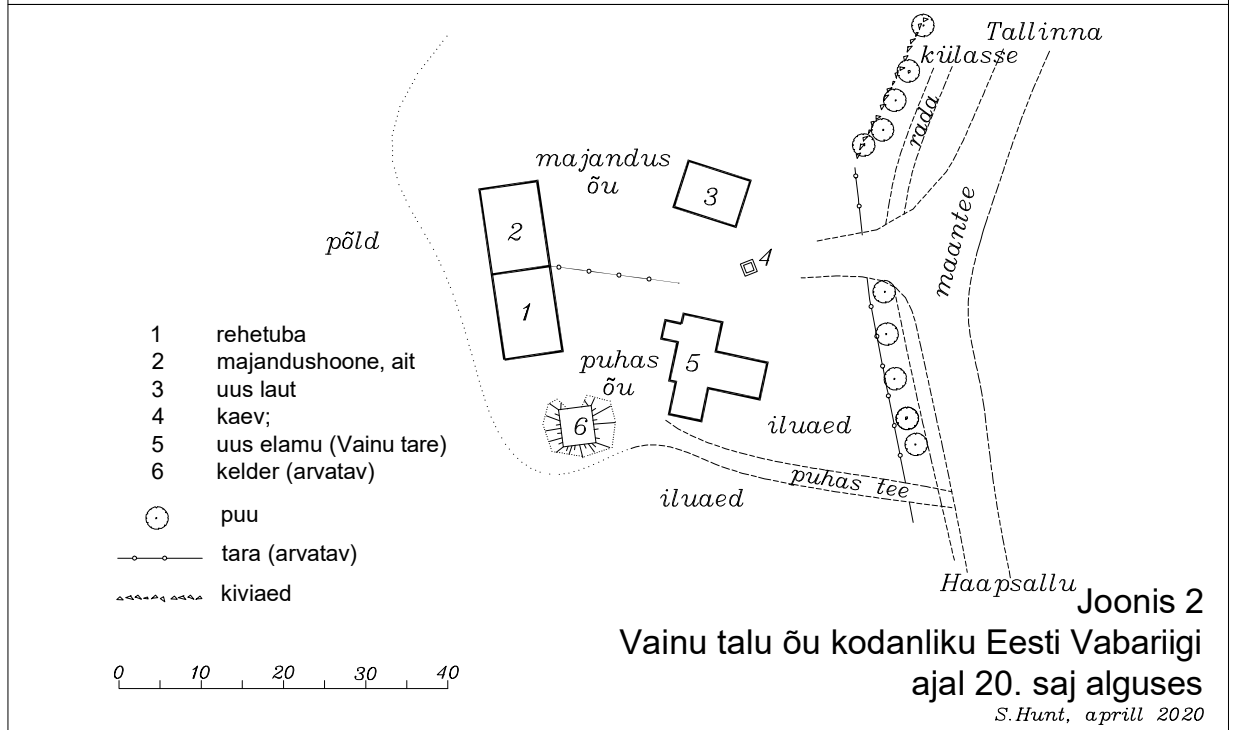 Tallinna
külasse
rada
majandus
õu
3
2
põld
4
maantee
1
puhas
õu
5
6
iluaed
puhas tee
iluaed
Haapsallu
1 rehetuba
2 majandushoone, ait
3 uus laut
4 kaev;
5 uus elamu (Vainu tare)
6 kelder (arvatav)
puu
tara (arvatav)
kiviaed
0 10 20 30 40
Joonis 2
Vainu talu õu kodanliku Eesti Vabariigi
ajal 20. saj alguses
S.Hunt, aprill 2020